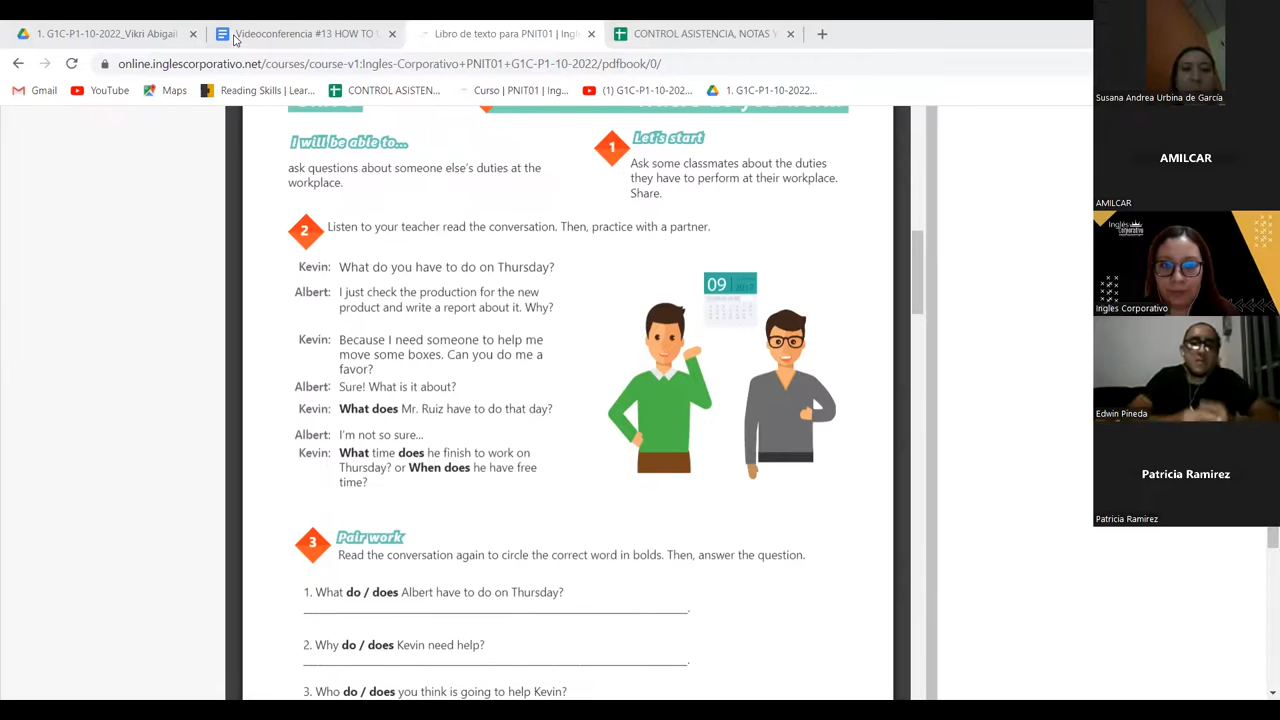 1. G1C-P1-10-2022_Vikri Abigail
Videoconferencia #13 HOW TO U
Libro de texto para PNIT01 | Ingl
CONTROL ASISTENCIA, NOTAS Y
online.inglescorporativo.net/courses/course-v1:Ingles-Corporativo+PNIT01+G1C-P1-10-2022/pdfbook/0/
Gmail
YouTube
Maps
Reading Skills | Lear...
CONTROL ASISTEN...
Curso | PNIT01 | Ing...
(1) G1C-P1-10-202...
1. G1C-P1-10-2022...
I will be able to...
ask questions about someone else's duties at the
workplace.
1
Let's start
Ask some classmates about the duties
they have to perform at their workplace.
Share.
2
Listen to your teacher read the conversation. Then, practice with a partner.
Kevin: What do you have to do on Thursday?
Albert: I just check the production for the new
product and write a report about it. Why?
Kevin: Because I need someone to help me
move some boxes. Can you do me a
favor?
Albert: Sure! What is it about?
Kevin: What does Mr. Ruiz have to do that day?
Albert: I'm not so sure...
Kevin: What time does he finish to work on
Thursday? or When does he have free
time?
09
3
Pair work
Read the conversation again to circle the correct word in bolds. Then, answer the question.
1. What do / does Albert have to do on Thursday?
2. Why do / does Kevin need help?
3. Who do / does you think is going to help Kevin?
Susana Andrea Urbina de García
AMILCAR
AMILCAR
Inglés
Corporativo
Ingles Corporativo
Edwin Pineda
Patricia Ramirez
Patricia Ramirez